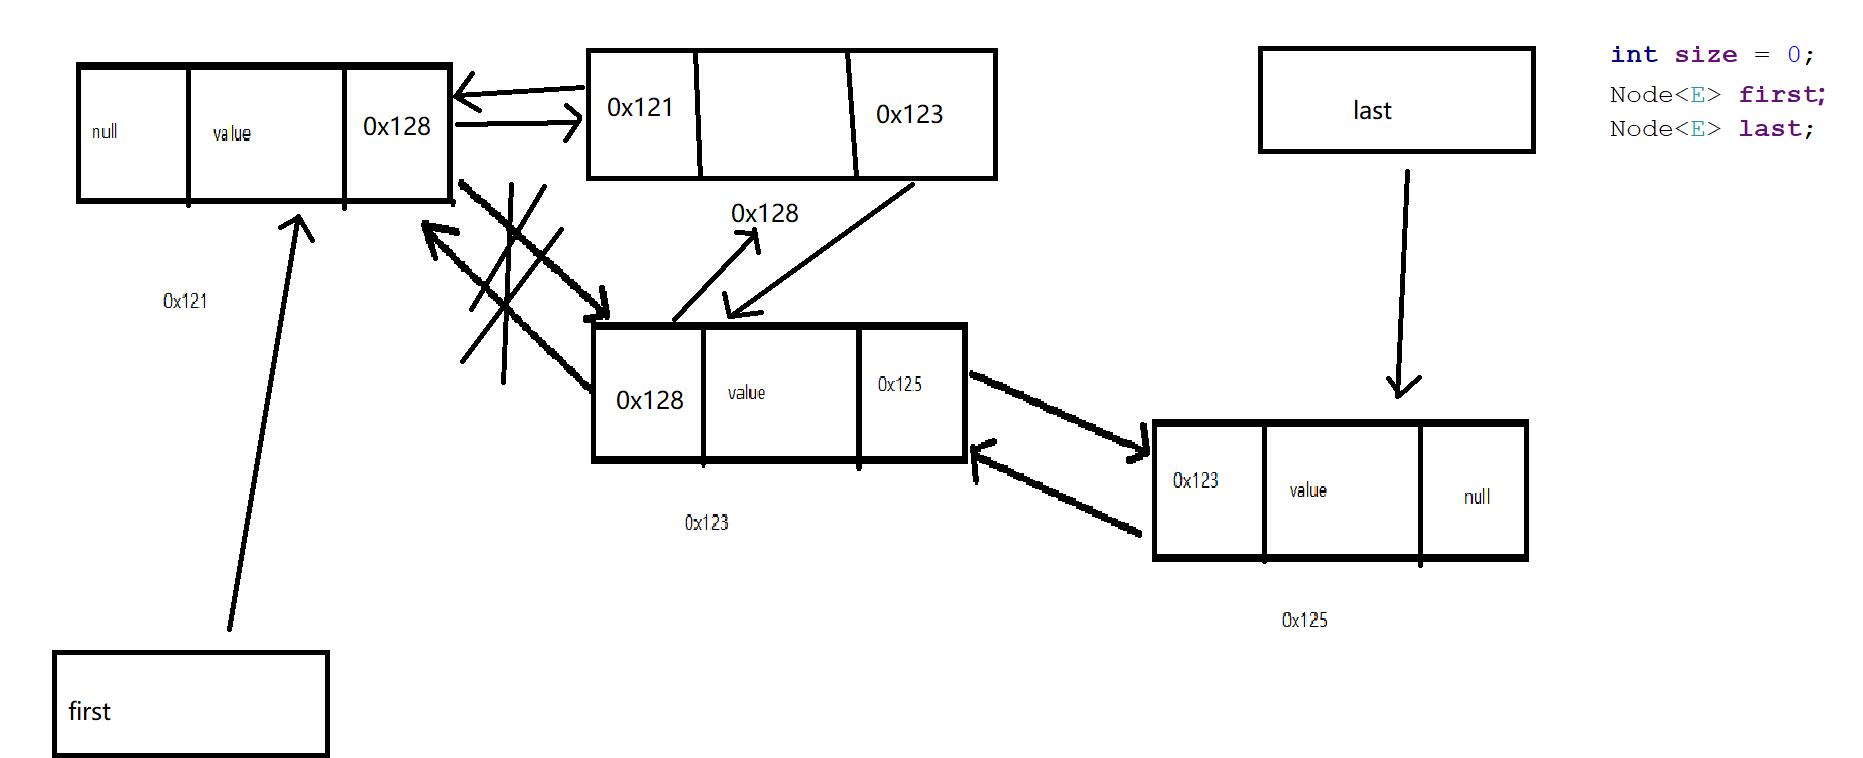 null
value
0x128
0x121
0x121
0x123
0x128
last
int size = 0;
Node<E> first;
Node<E> last;
0x128
value
0x125
0x123
0x123
value
null
0x125
first